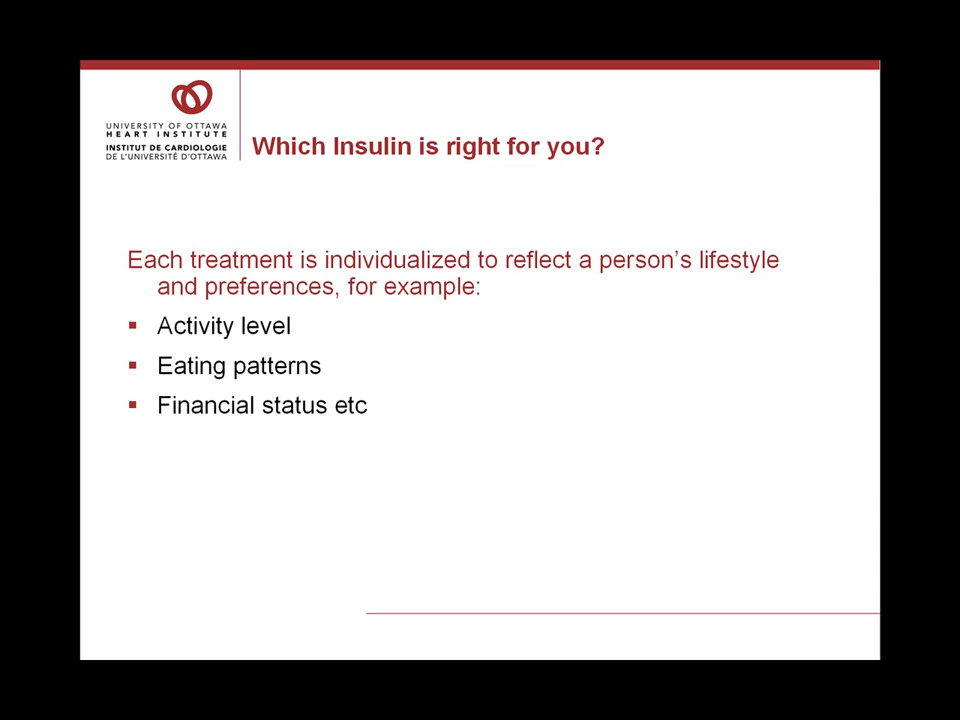 UNIVERSITY OF OTTAWA
HEART INSTITUTE
INSTITUT DE CARDIOLOGIE
DE L'UNIVERSITÉ D'OTTAWA
Which Insulin is right for you?
Each treatment is individualized to reflect a person's lifestyle
and preferences, for example:
▪ Activity level
▪ Eating patterns
▪ Financial status etc